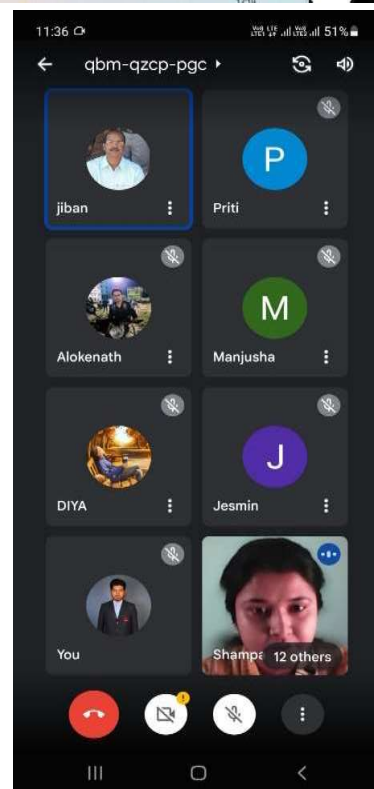 11:36 51%
qbm-qzcp-pgc
P
jiban Priti
M
Alokenath Manjusha
J
DIYA Jesmin
You Shampa 12 others